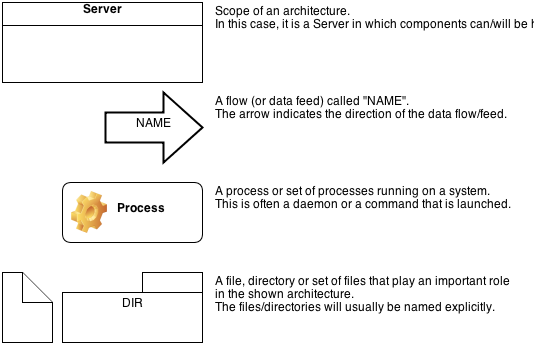 Server
Scope of an architecture.
In this case, it is a Server in which components can/will be
NAME
A flow (or data feed) called "NAME".
The arrow indicates the direction of the data flow/feed.
Process
A process or set of processes running on a system.
This is often a daemon or a command that is launched.
DIR
A file, directory or set of files that play an important role
in the shown architecture.
The files/directories will usually be named explicitly.